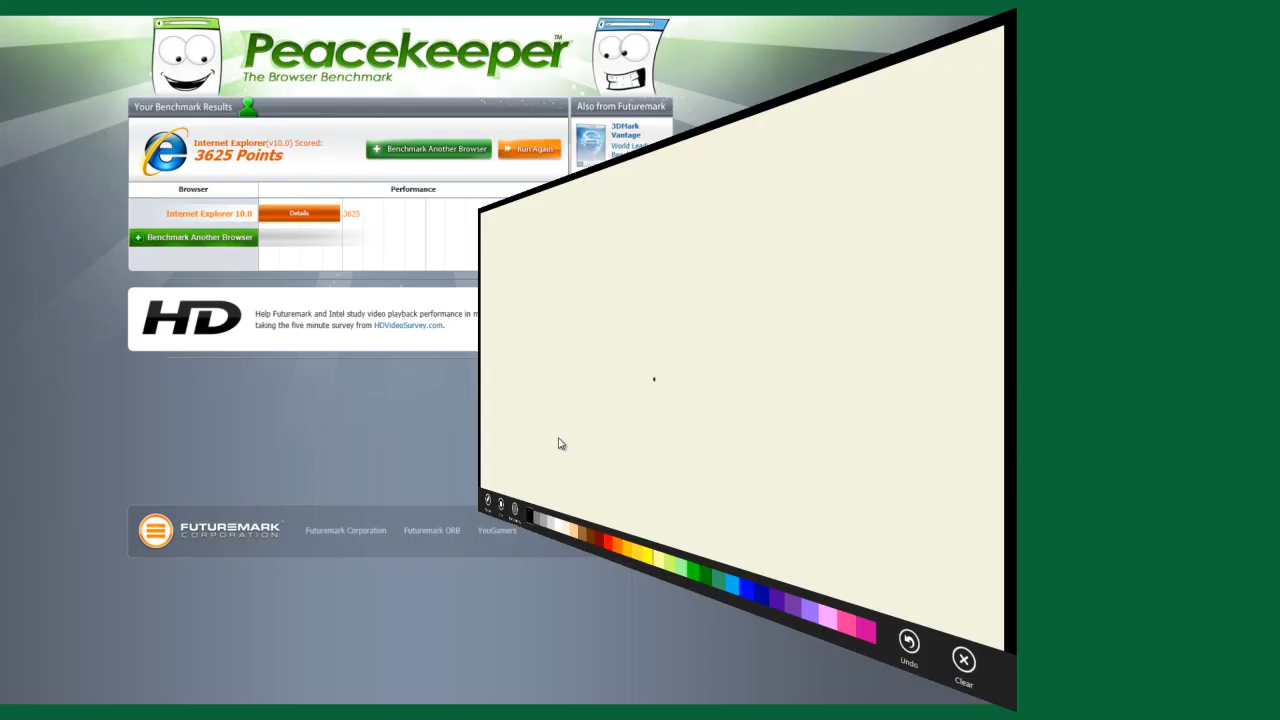 Peacekeeper™
The Browser Benchmark
Your Benchmark Results
Also from Futuremark
Internet Explorer(v10.0) Scored:
3625 Points
Benchmark Another Browser
Run Again
3DMark
Vantage
Browser
Performance
Internet Explorer 10.0
Details
3625
Benchmark Another Browser
HD
Help Futuremark and Intel study video playback performance in
taking the five minute survey from HDVideoSurvey.com.
FUTUREMARK
CORPORATION
Futuremark Corporation
Futuremark ORB
YouGamers
Undo
Clear